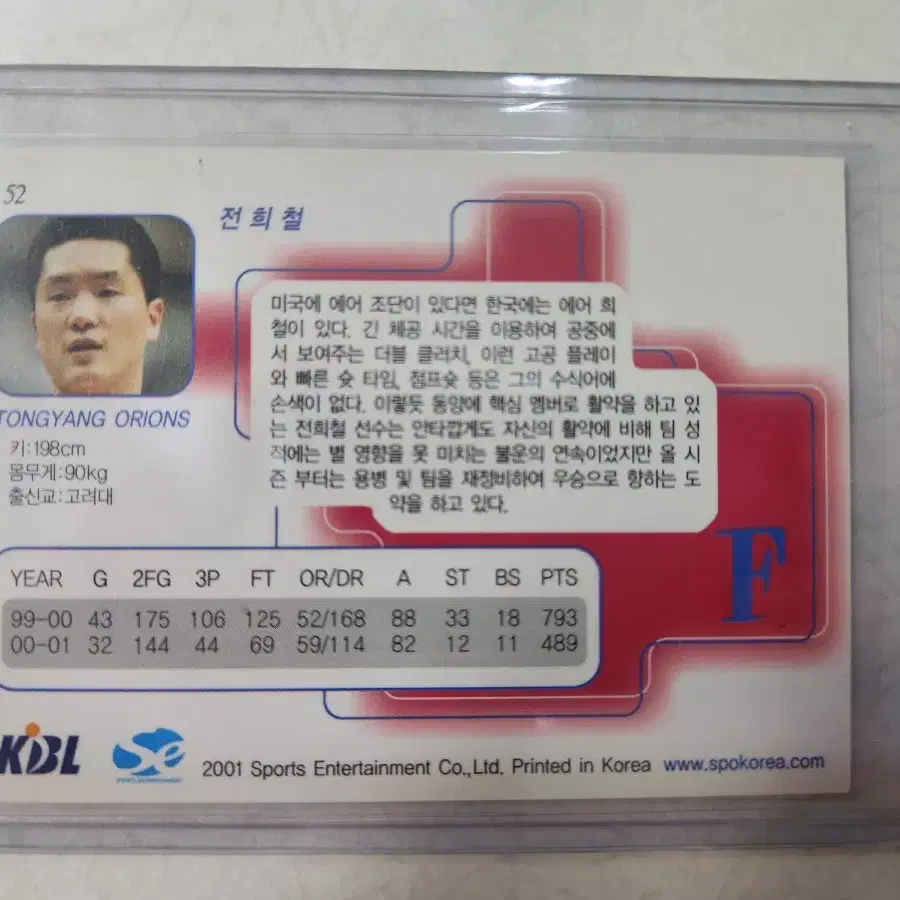 52
전희철
미국에 에어 조단이 있다면 한국에는 에어 희
철이 있다. 긴 체공 시간을 이용하여 공중에
서 보여주는 더블 클러치, 이런 고공 플레이
와 빠른 슛 타임, 점프슛 등은 그의 수식어에
손색이 없다. 이렇듯 동양에 핵심 멤버로 활약을 하고 있
는 전희철 선수는 안타깝게도 자신의 활약에 비해 팀 성
적에는 별 영향을 못 미치는 불운의 연속이었지만 올 시
즌 부터는 용병 및 팀을 재정비하여 우승으로 향하는 도
약을 하고 있다.
TONGYANG ORIONS
키:198cm
몸무게:90kg
출신교:고려대
F
YEAR G 2FG 3P FT OR/DR A ST BS PTS
99-00 43 175 106 125 52/168 88 33 18 793
00-01 32 144 44 69 59/114 82 12 11 489
KBL
Se
2001 Sports Entertainment Co.,Ltd. Printed in Korea www.spokorea.com